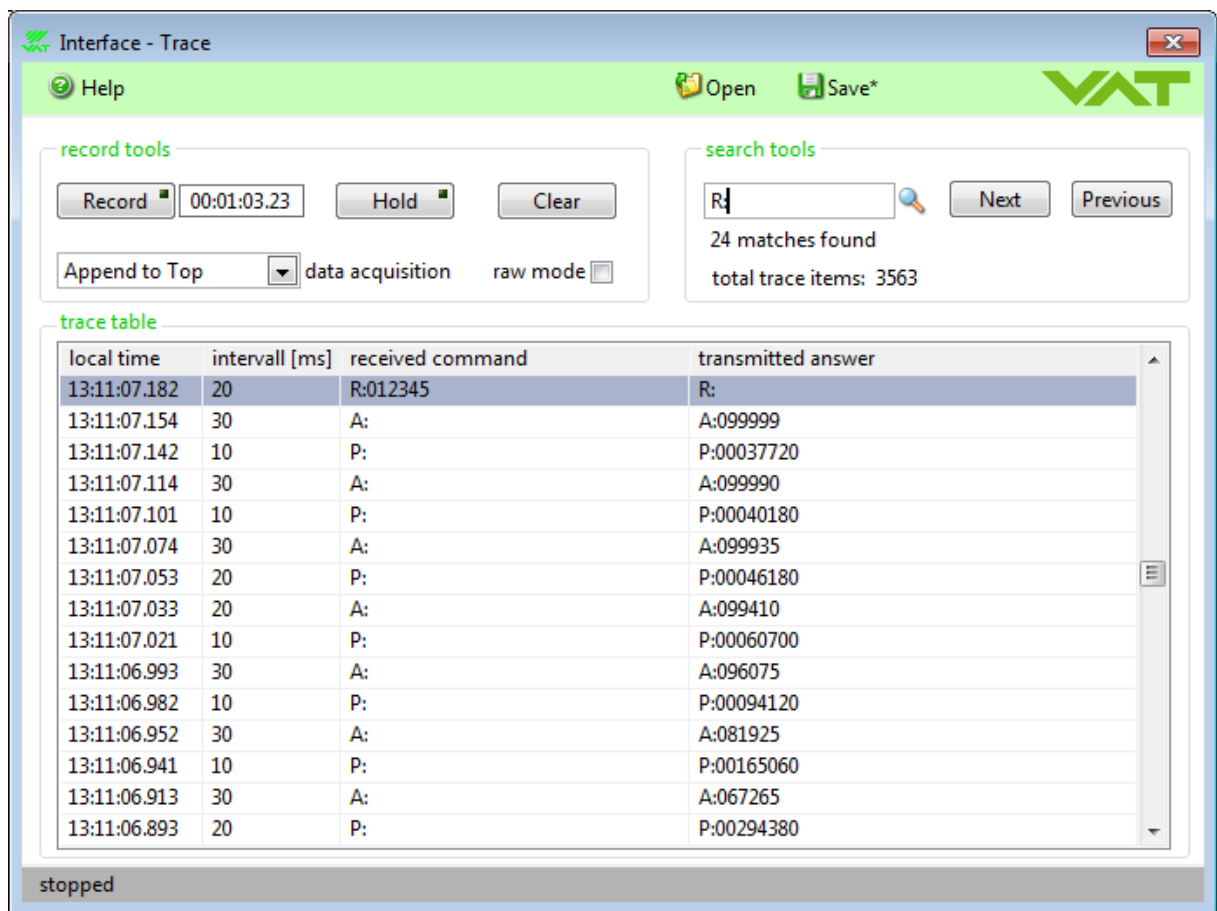 VAT Interface - Trace
Help Open Save* VAT
record tools search tools
Record 00:01:03.23 Hold Clear R: Next Previous
24 matches found
Append to Top data acquisition raw mode total trace items: 3563
trace table
local time intervall [ms] received command transmitted answer
13:11:07.182 20 R:012345 R:
13:11:07.154 30 A: A:099999
13:11:07.142 10 P: P:00037720
13:11:07.114 30 A: A:099990
13:11:07.101 10 P: P:00040180
13:11:07.074 30 A: A:099935
13:11:07.053 20 P: P:00046180
13:11:07.033 20 A: A:099410
13:11:07.021 10 P: P:00060700
13:11:06.993 30 A: A:096075
13:11:06.982 10 P: P:00094120
13:11:06.952 30 A: A:081925
13:11:06.941 10 P: P:00165060
13:11:06.913 30 A: A:067265
13:11:06.893 20 P: P:00294380
stopped